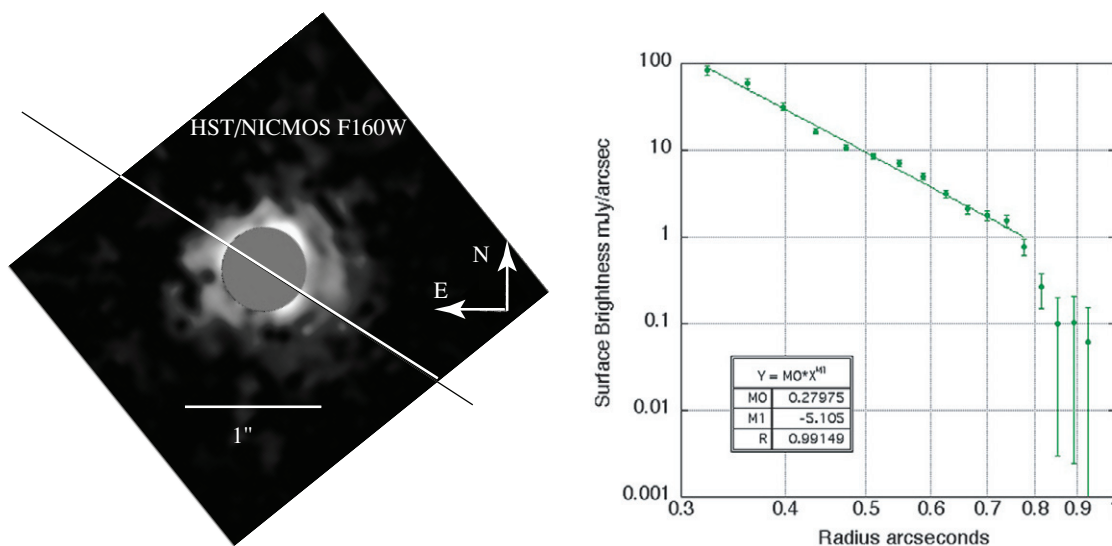 HST/NICMOS F160W
N
E
1"
Surface Brightness mJy/arcsec
100
10
1
0.1
0.01
0.001
Y = M0*X^M1
M0 0.27975
M1 -5.105
R 0.99149
0.3 0.4 0.5 0.6 0.7 0.8 0.9 1
Radius arcseconds